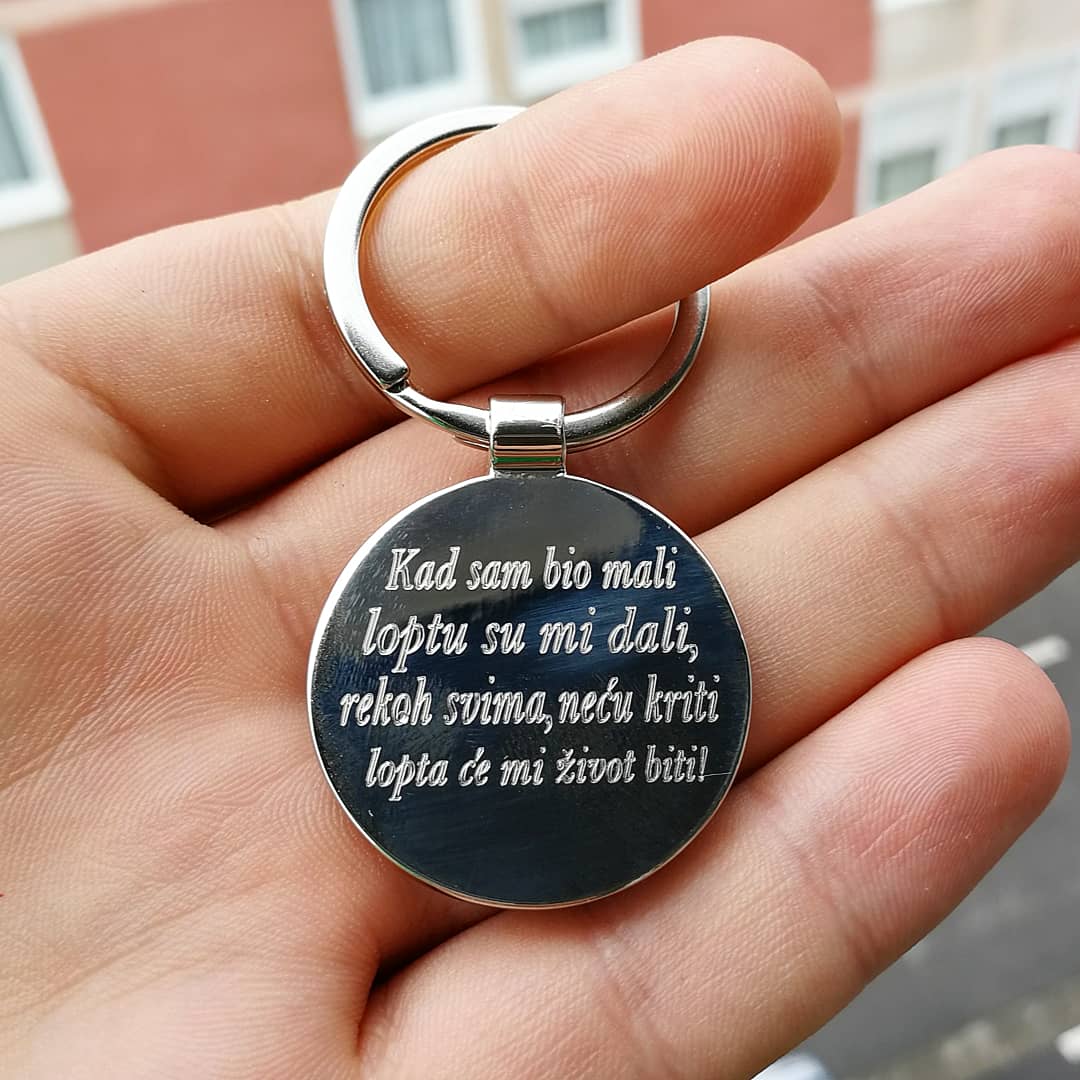 Kad sam bio mali
loptu su mi dali,
rekoh svima, neću kriti
lopta će mi život biti!